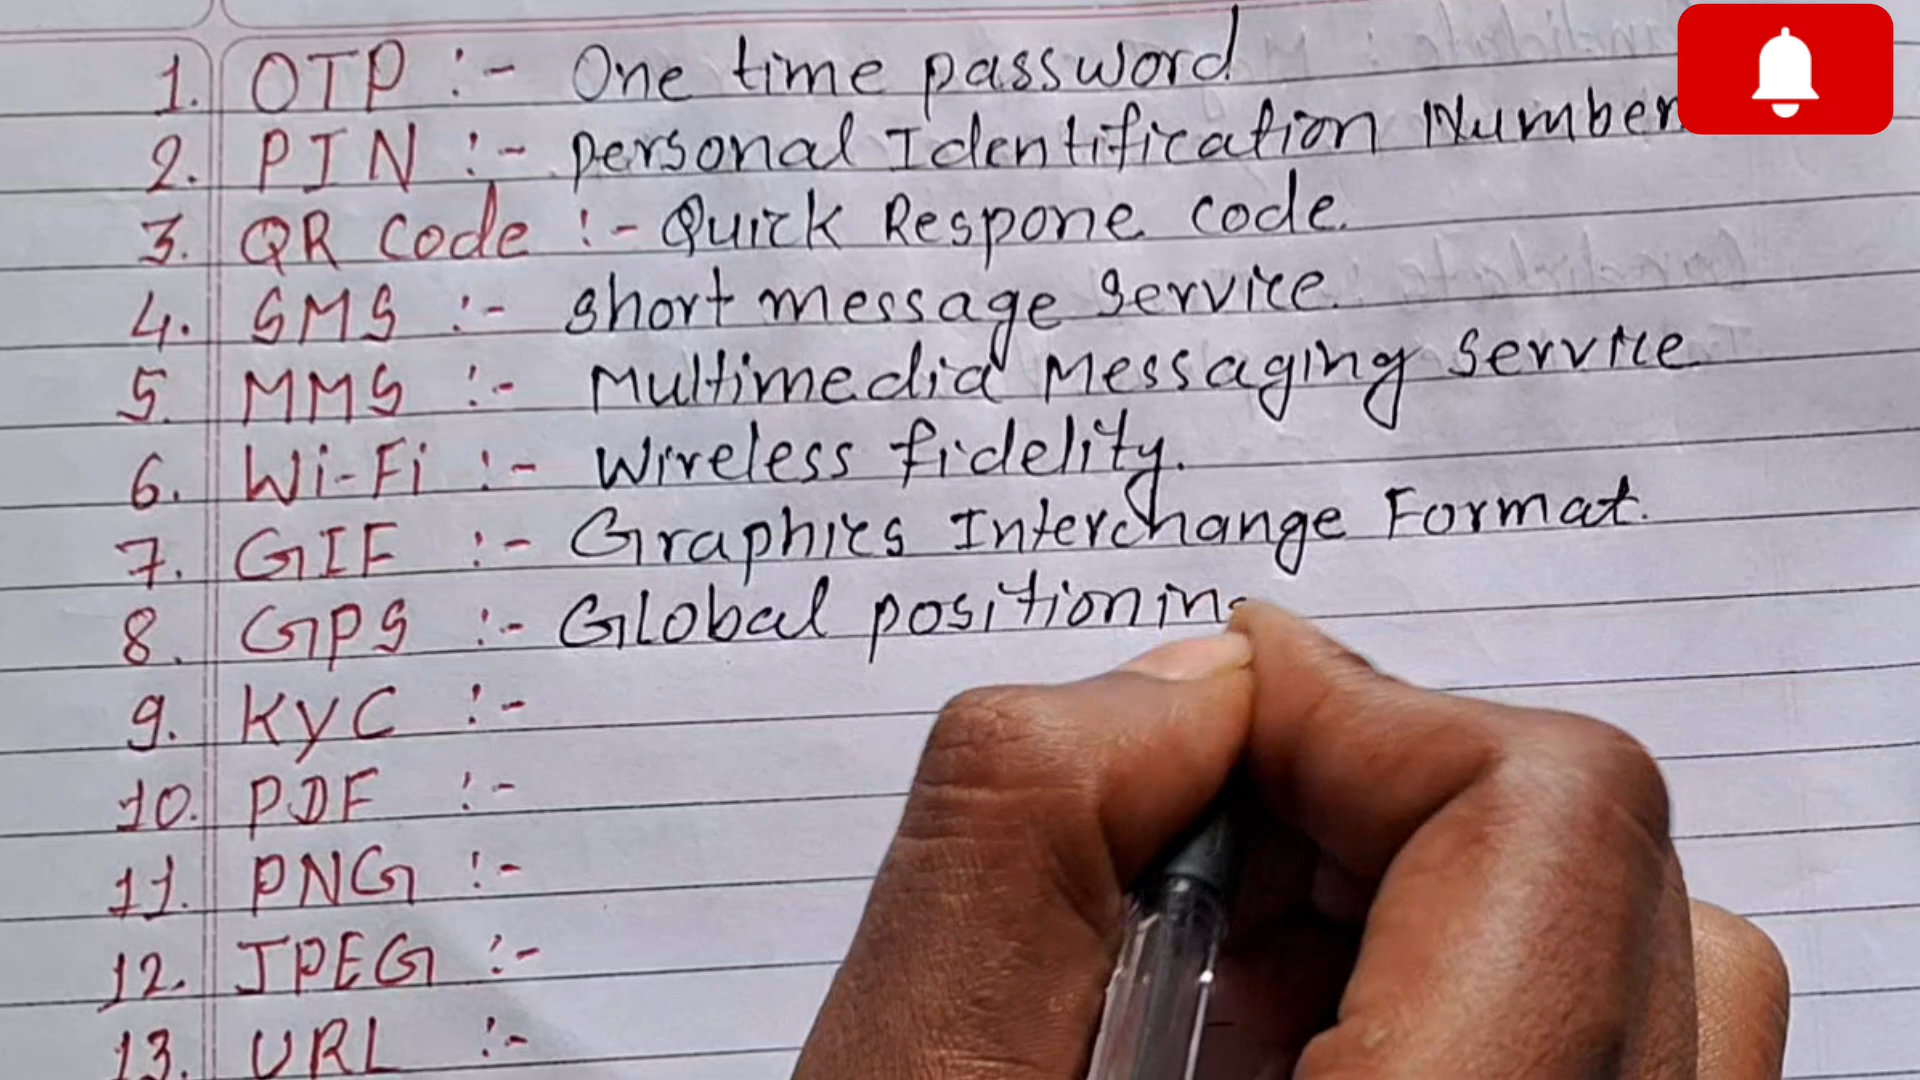 1. OTP :- One time password
2. PIN :- personal Identification Number
3. QR Code :- Quick Respone code.
4. SMS :- short message service.
5. MMS :- Multimedia Messaging service
6. Wi-Fi :- Wireless fidelity.
7. GIF :- Graphics Interchange Format.
8. GPS :- Global positioning
9. KYC :-
10. PDF :-
11. PNG :-
12. JPEG :-
13. URL :-